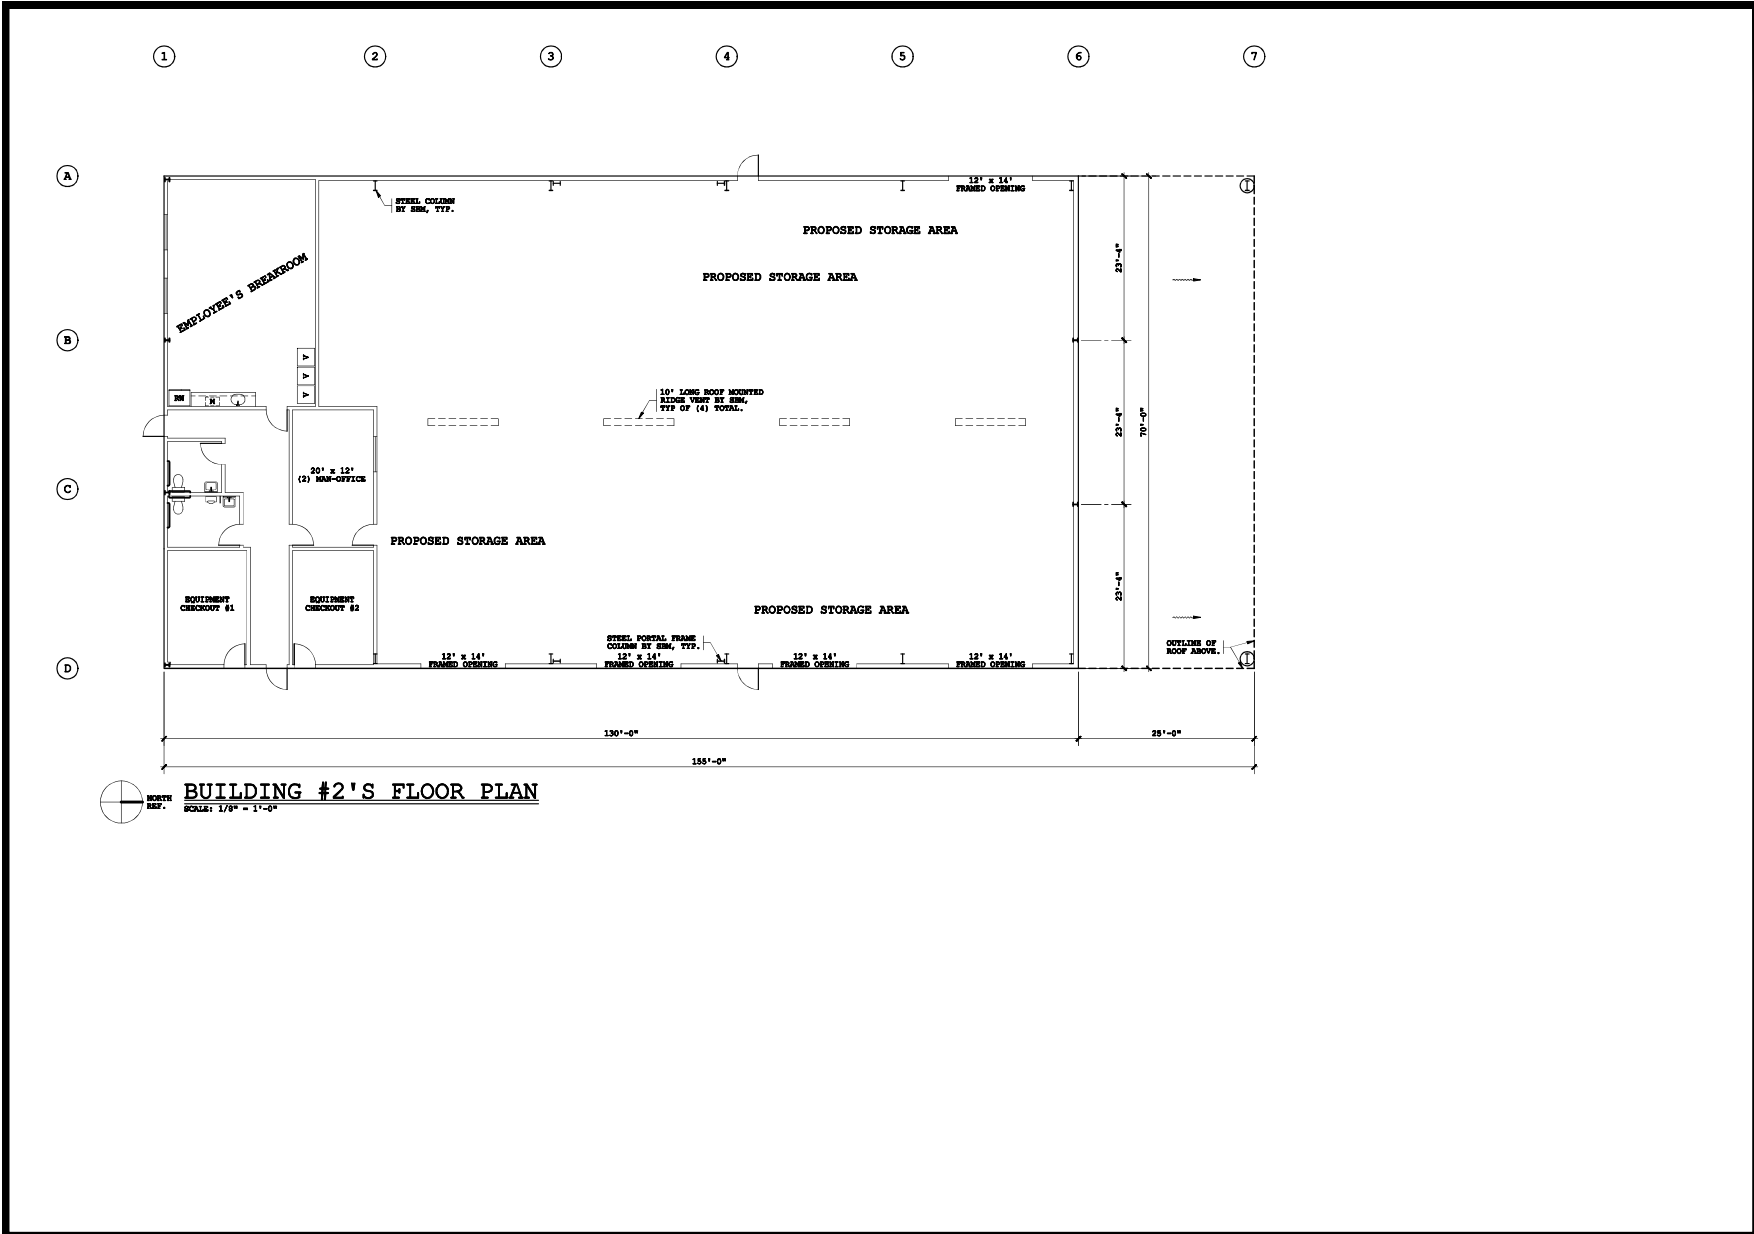 1 2 3 4 5 6 7
A
12' x 14'
FRAMED OPENING
STEEL COLUMN
BY SBM, TYP.
PROPOSED STORAGE AREA
PROPOSED STORAGE AREA
EMPLOYEE'S BREAKROOM
23'-4"
B
V
V
V
10' LONG ROOF MOUNTED
RIDGE VENT BY SBM,
TYP OF (4) TOTAL.
M
23'-4"
70'-0"
20' x 12'
(2) MAN-OFFICE
C
PROPOSED STORAGE AREA
23'-4"
EQUIPMENT
CHECKOUT #1
EQUIPMENT
CHECKOUT #2
PROPOSED STORAGE AREA
STEEL PORTAL FRAME
COLUMN BY SBM, TYP.
OUTLINE OF
ROOF ABOVE.
12' x 14'
FRAMED OPENING
12' x 14'
FRAMED OPENING
12' x 14'
FRAMED OPENING
12' x 14'
FRAMED OPENING
D
130'-0"
25'-0"
155'-0"
NORTH
REF.
BUILDING #2'S FLOOR PLAN
SCALE: 1/8" = 1'-0"